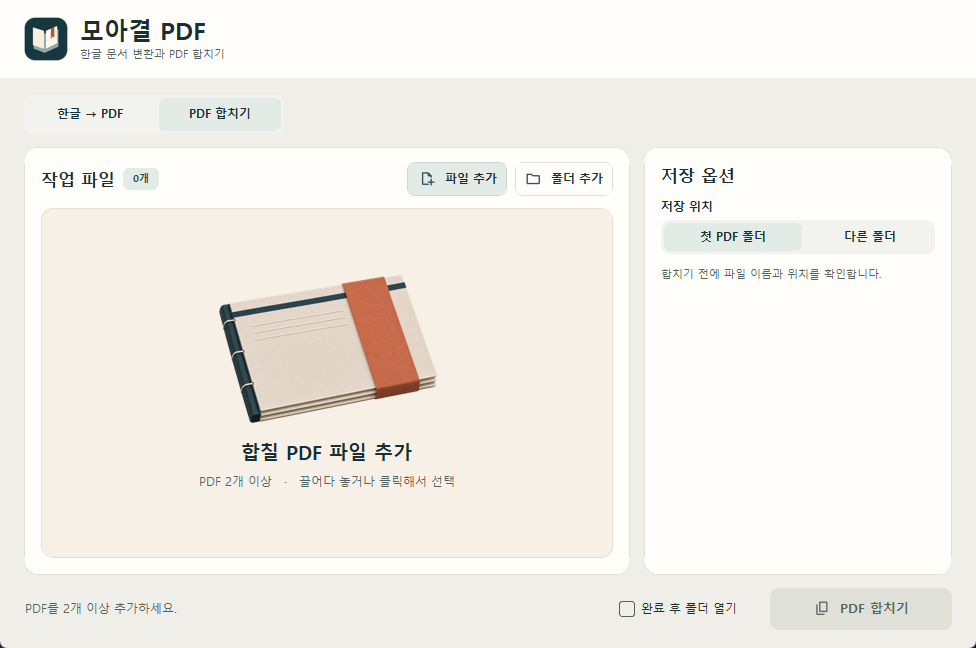 모아결 PDF
한글 문서 변환과 PDF 합치기
한글 → PDF
PDF 합치기
작업 파일 0개
파일 추가
폴더 추가
합칠 PDF 파일 추가
PDF 2개 이상 · 끌어다 놓거나 클릭해서 선택
저장 옵션
저장 위치
첫 PDF 폴더
다른 폴더
합치기 전에 파일 이름과 위치를 확인합니다.
PDF를 2개 이상 추가하세요.
완료 후 폴더 열기
PDF 합치기